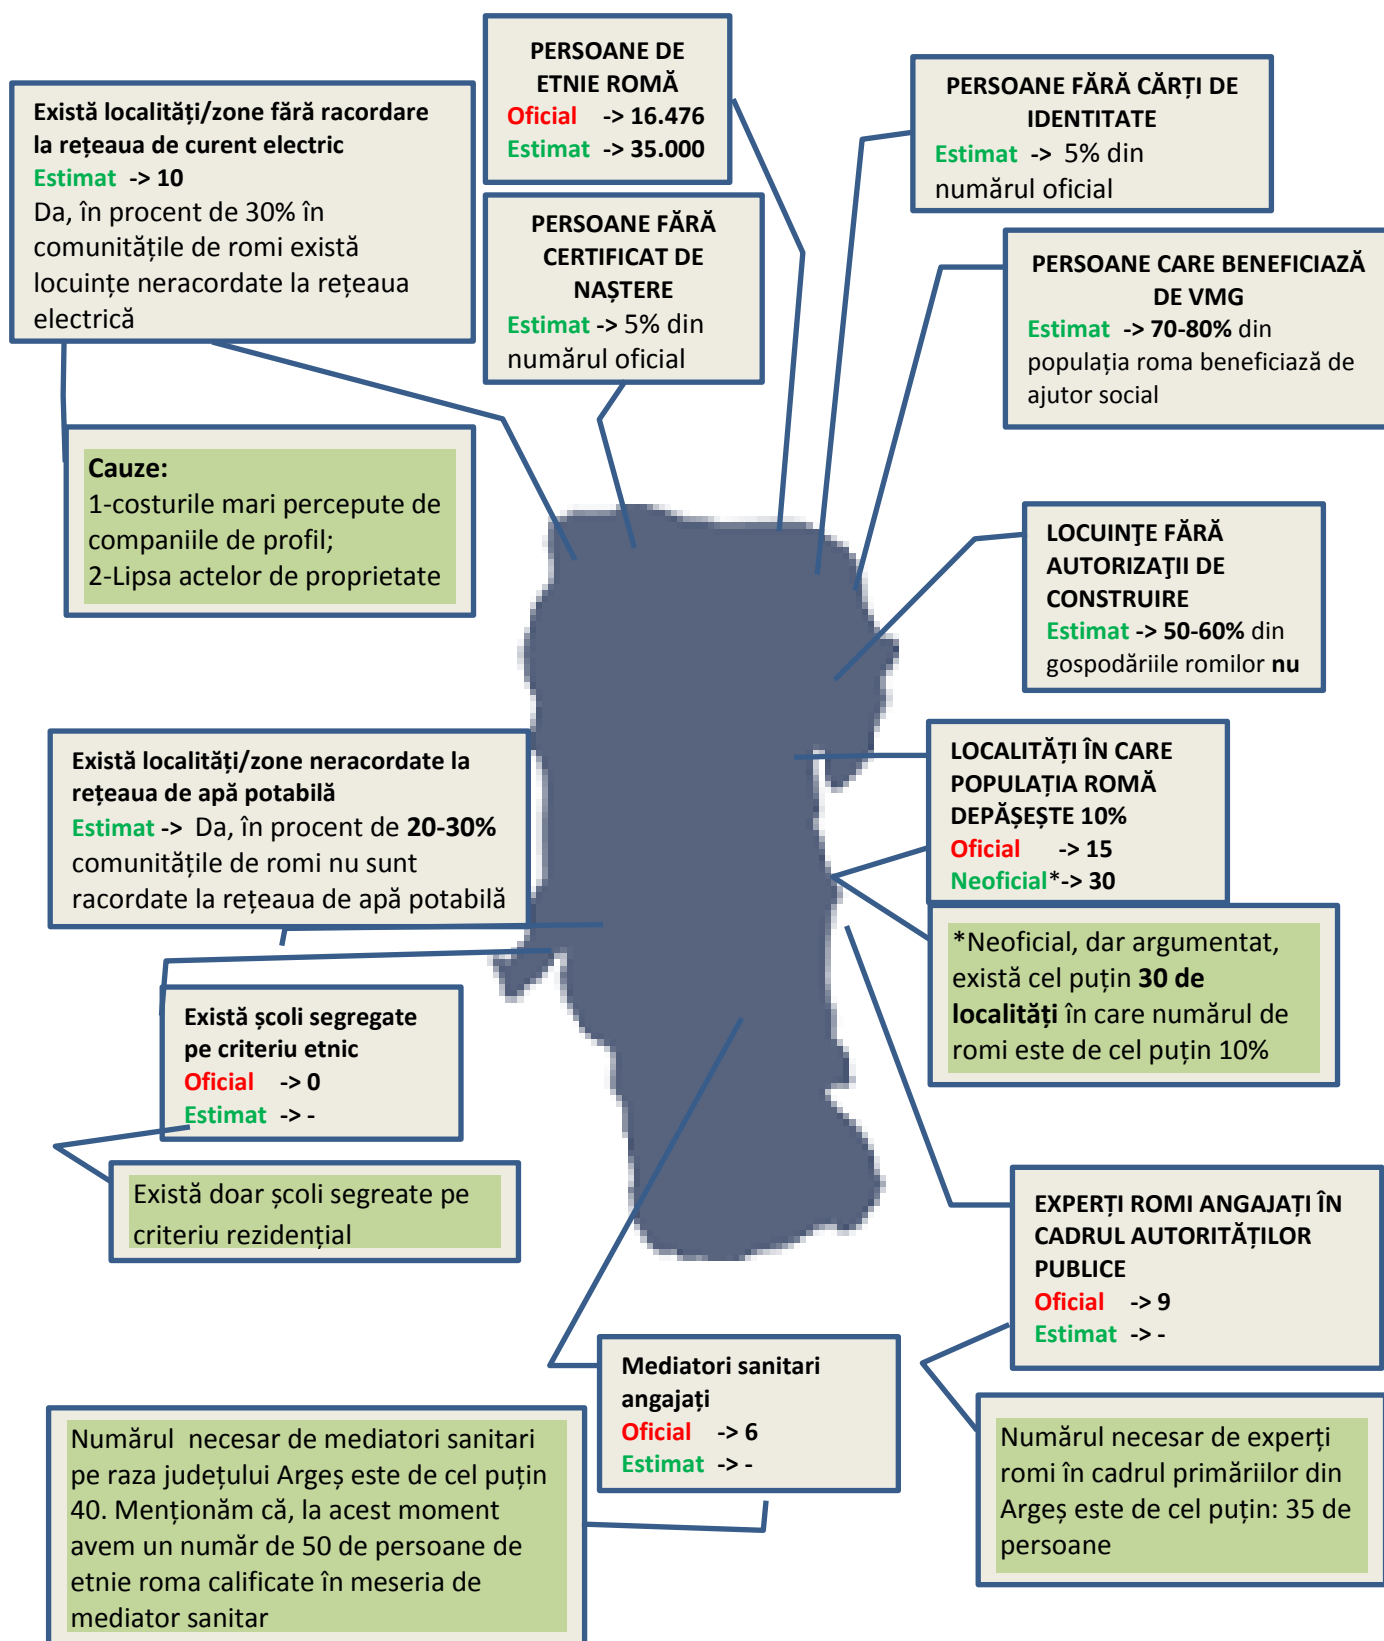 PERSOANE DE
ETNIE ROMĂ
Oficial -> 16.476
Estimat -> 35.000
PERSOANE FĂRĂ CĂRȚI DE
IDENTITATE
Estimat -> 5% din
numărul oficial
Există localități/zone fără racordare
la rețeaua de curent electric
Estimat -> 10
Da, în procent de 30% în
comunitățile de romi există
locuințe neracordate la rețeaua
electrică
PERSOANE FĂRĂ
CERTIFICAT DE
NAȘTERE
Estimat -> 5% din
numărul oficial
PERSOANE CARE BENEFICIAZĂ
DE VMG
Estimat -> 70-80% din
populația roma beneficiază de
ajutor social
Cauze:
1-costurile mari percepute de
companiile de profil;
2-Lipsa actelor de proprietate
LOCUINŢE FĂRĂ
AUTORIZAŢII DE
CONSTRUIRE
Estimat -> 50-60% din
gospodăriile romilor nu
Există localități/zone neracordate la
rețeaua de apă potabilă
Estimat -> Da, în procent de 20-30%
comunitățile de romi nu sunt
racordate la rețeaua de apă potabilă
LOCALITĂȚI ÎN CARE
POPULAȚIA ROMĂ
DEPĂȘEȘTE 10%
Oficial -> 15
Neoficial*-> 30
*Neoficial, dar argumentat,
există cel puțin 30 de
localități în care numărul de
romi este de cel puțin 10%
Există școli segregate
pe criteriu etnic
Oficial -> 0
Estimat -> -
Există doar școli segreate pe
criteriu rezidențial
EXPERȚI ROMI ANGAJAȚI ÎN
CADRUL AUTORITĂȚILOR
PUBLICE
Oficial -> 9
Estimat -> -
Mediatori sanitari
angajați
Oficial -> 6
Estimat -> -
Numărul necesar de mediatori sanitari
pe raza județului Argeș este de cel puțin
40. Menționăm că, la acest moment
avem un număr de 50 de persoane de
etnie roma calificate în meseria de
mediator sanitar
Numărul necesar de experți
romi în cadrul primăriilor din
Argeș este de cel puțin: 35 de
persoane